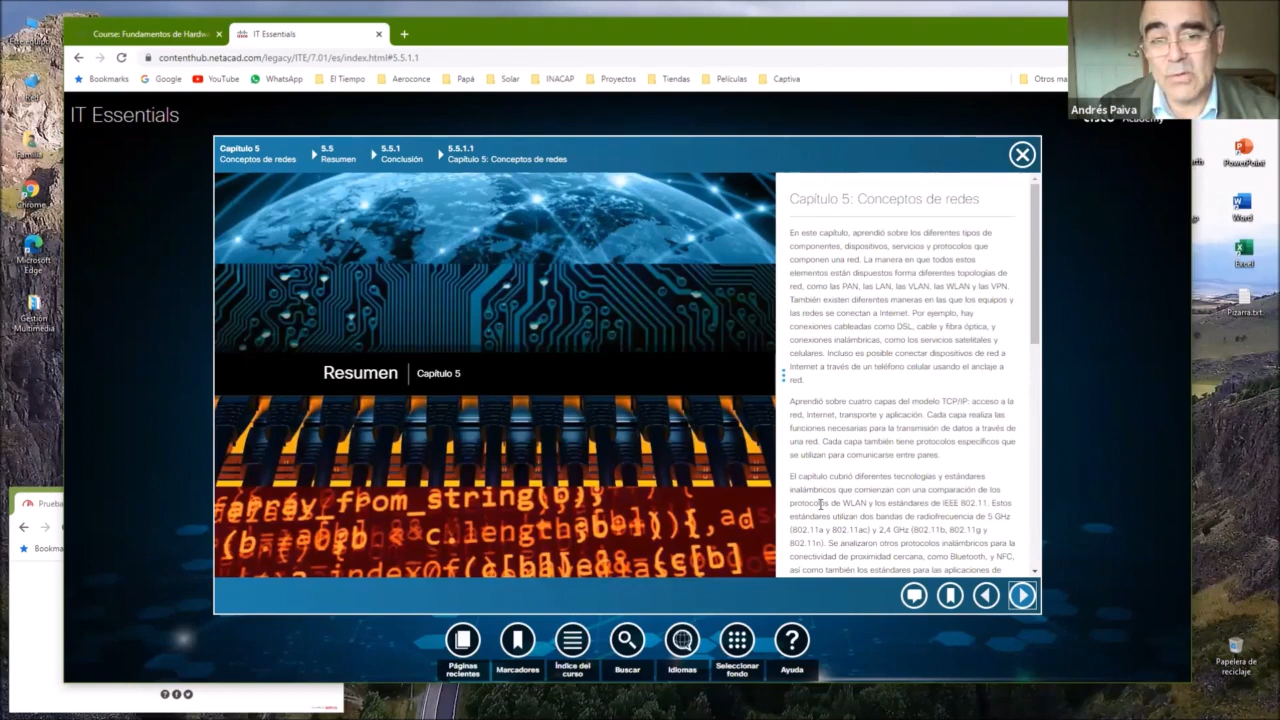 Course: Fundamentos de Hardw
IT Essentials
contenthub.netacad.com/legacy/ITE/7.01/es/index.html#5.5.1.1
Bookmarks Google YouTube WhatsApp El Tiempo Aeroconce Papá Solar INACAP Proyectos Tiendas Películas Captiva Otros ma
Andrés Paiva
IT Essentials
Academy
Capítulo 5
Conceptos de redes
5.5
Resumen
5.5.1
Conclusión
5.5.1.1
Capítulo 5: Conceptos de redes
Resumen
Capítulo 5
array_from_string(b)
Capítulo 5: Conceptos de redes
En este capítulo, aprendió sobre los diferentes tipos de
componentes, dispositivos, servicios y protocolos que
componen una red. La manera en que todos estos
elementos están dispuestos forma diferentes topologías de
red, como las PAN, las LAN, las VLAN, las WLAN y las VPN.
También existen diferentes maneras en las que los equipos y
las redes se conectan a Internet. Por ejemplo, hay
conexiones cableadas como DSL, cable y fibra óptica, y
conexiones inalámbricas, como los servicios satelitales y
celulares. Incluso es posible conectar dispositivos de red a
Internet a través de un teléfono celular usando el anclaje a
red.
Aprendió sobre cuatro capas del modelo TCP/IP: acceso a la
red, Internet, transporte y aplicación. Cada capa realiza las
funciones necesarias para la transmisión de datos a través de
una red. Cada capa también tiene protocolos específicos que
se utilizan para comunicarse entre pares.
El capítulo cubrió diferentes tecnologías y estándares
inalámbricos que comienzan con una comparación de los
protocolos de WLAN y los estándares de IEEE 802.11. Estos
estándares utilizan dos bandas de radiofrecuencia de 5 GHz
(802.11a y 802.11ac) y 2,4 GHz (802.11b, 802.11g y
802.11n). Se analizaron otros protocolos inalámbricos para la
conectividad de proximidad cercana, como Bluetooth, y NFC,
así como también los estándares para las aplicaciones de
Páginas
recientes
Marcadores
Índice del
curso
Buscar
Idiomas
Seleccionar
fondo
Ayuda
Red
Familia
Chrome
Microsoft
Edge
Gestión
Multimedia
Prueba
Bookma
PowerPoint
Word
Excel
Pizarra.txt
Papelera de
reciclaje